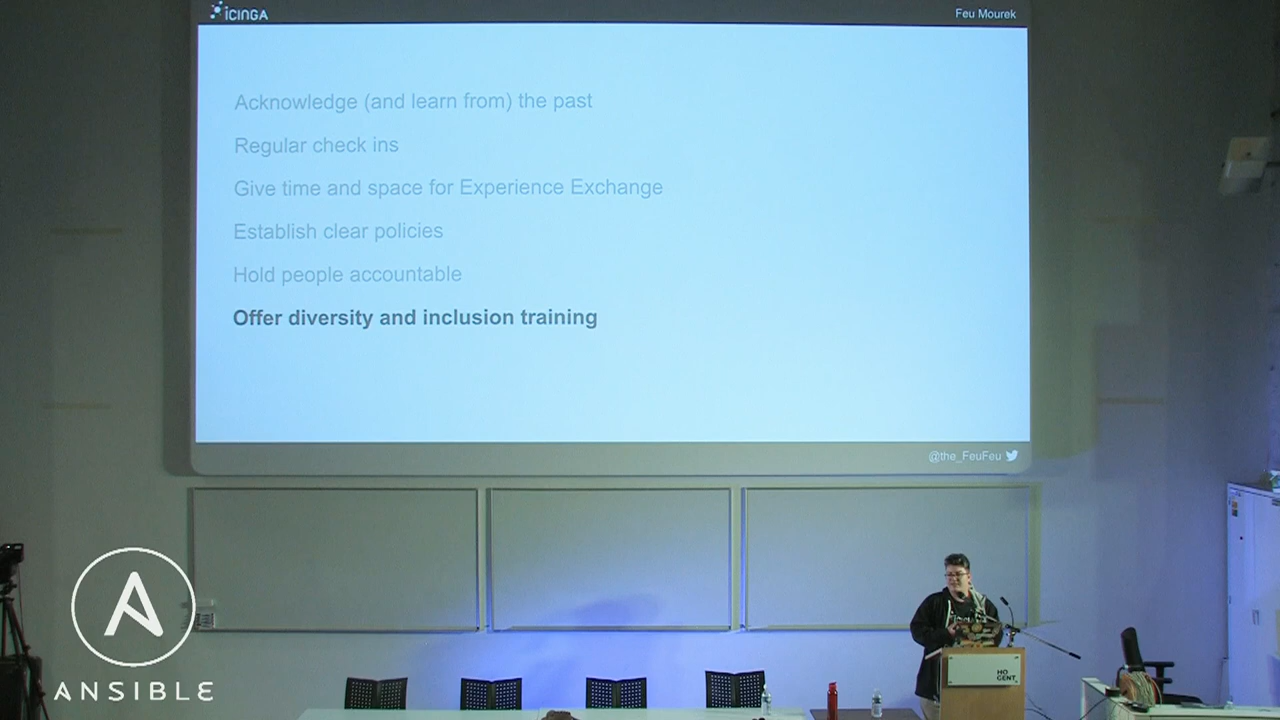 ICINGA
Feu Mourek
Acknowledge (and learn from) the past
Regular check ins
Give time and space for Experience Exchange
Establish clear policies
Hold people accountable
Offer diversity and inclusion training
@the_FeuFeu
HO
GENT
ANSIBLE